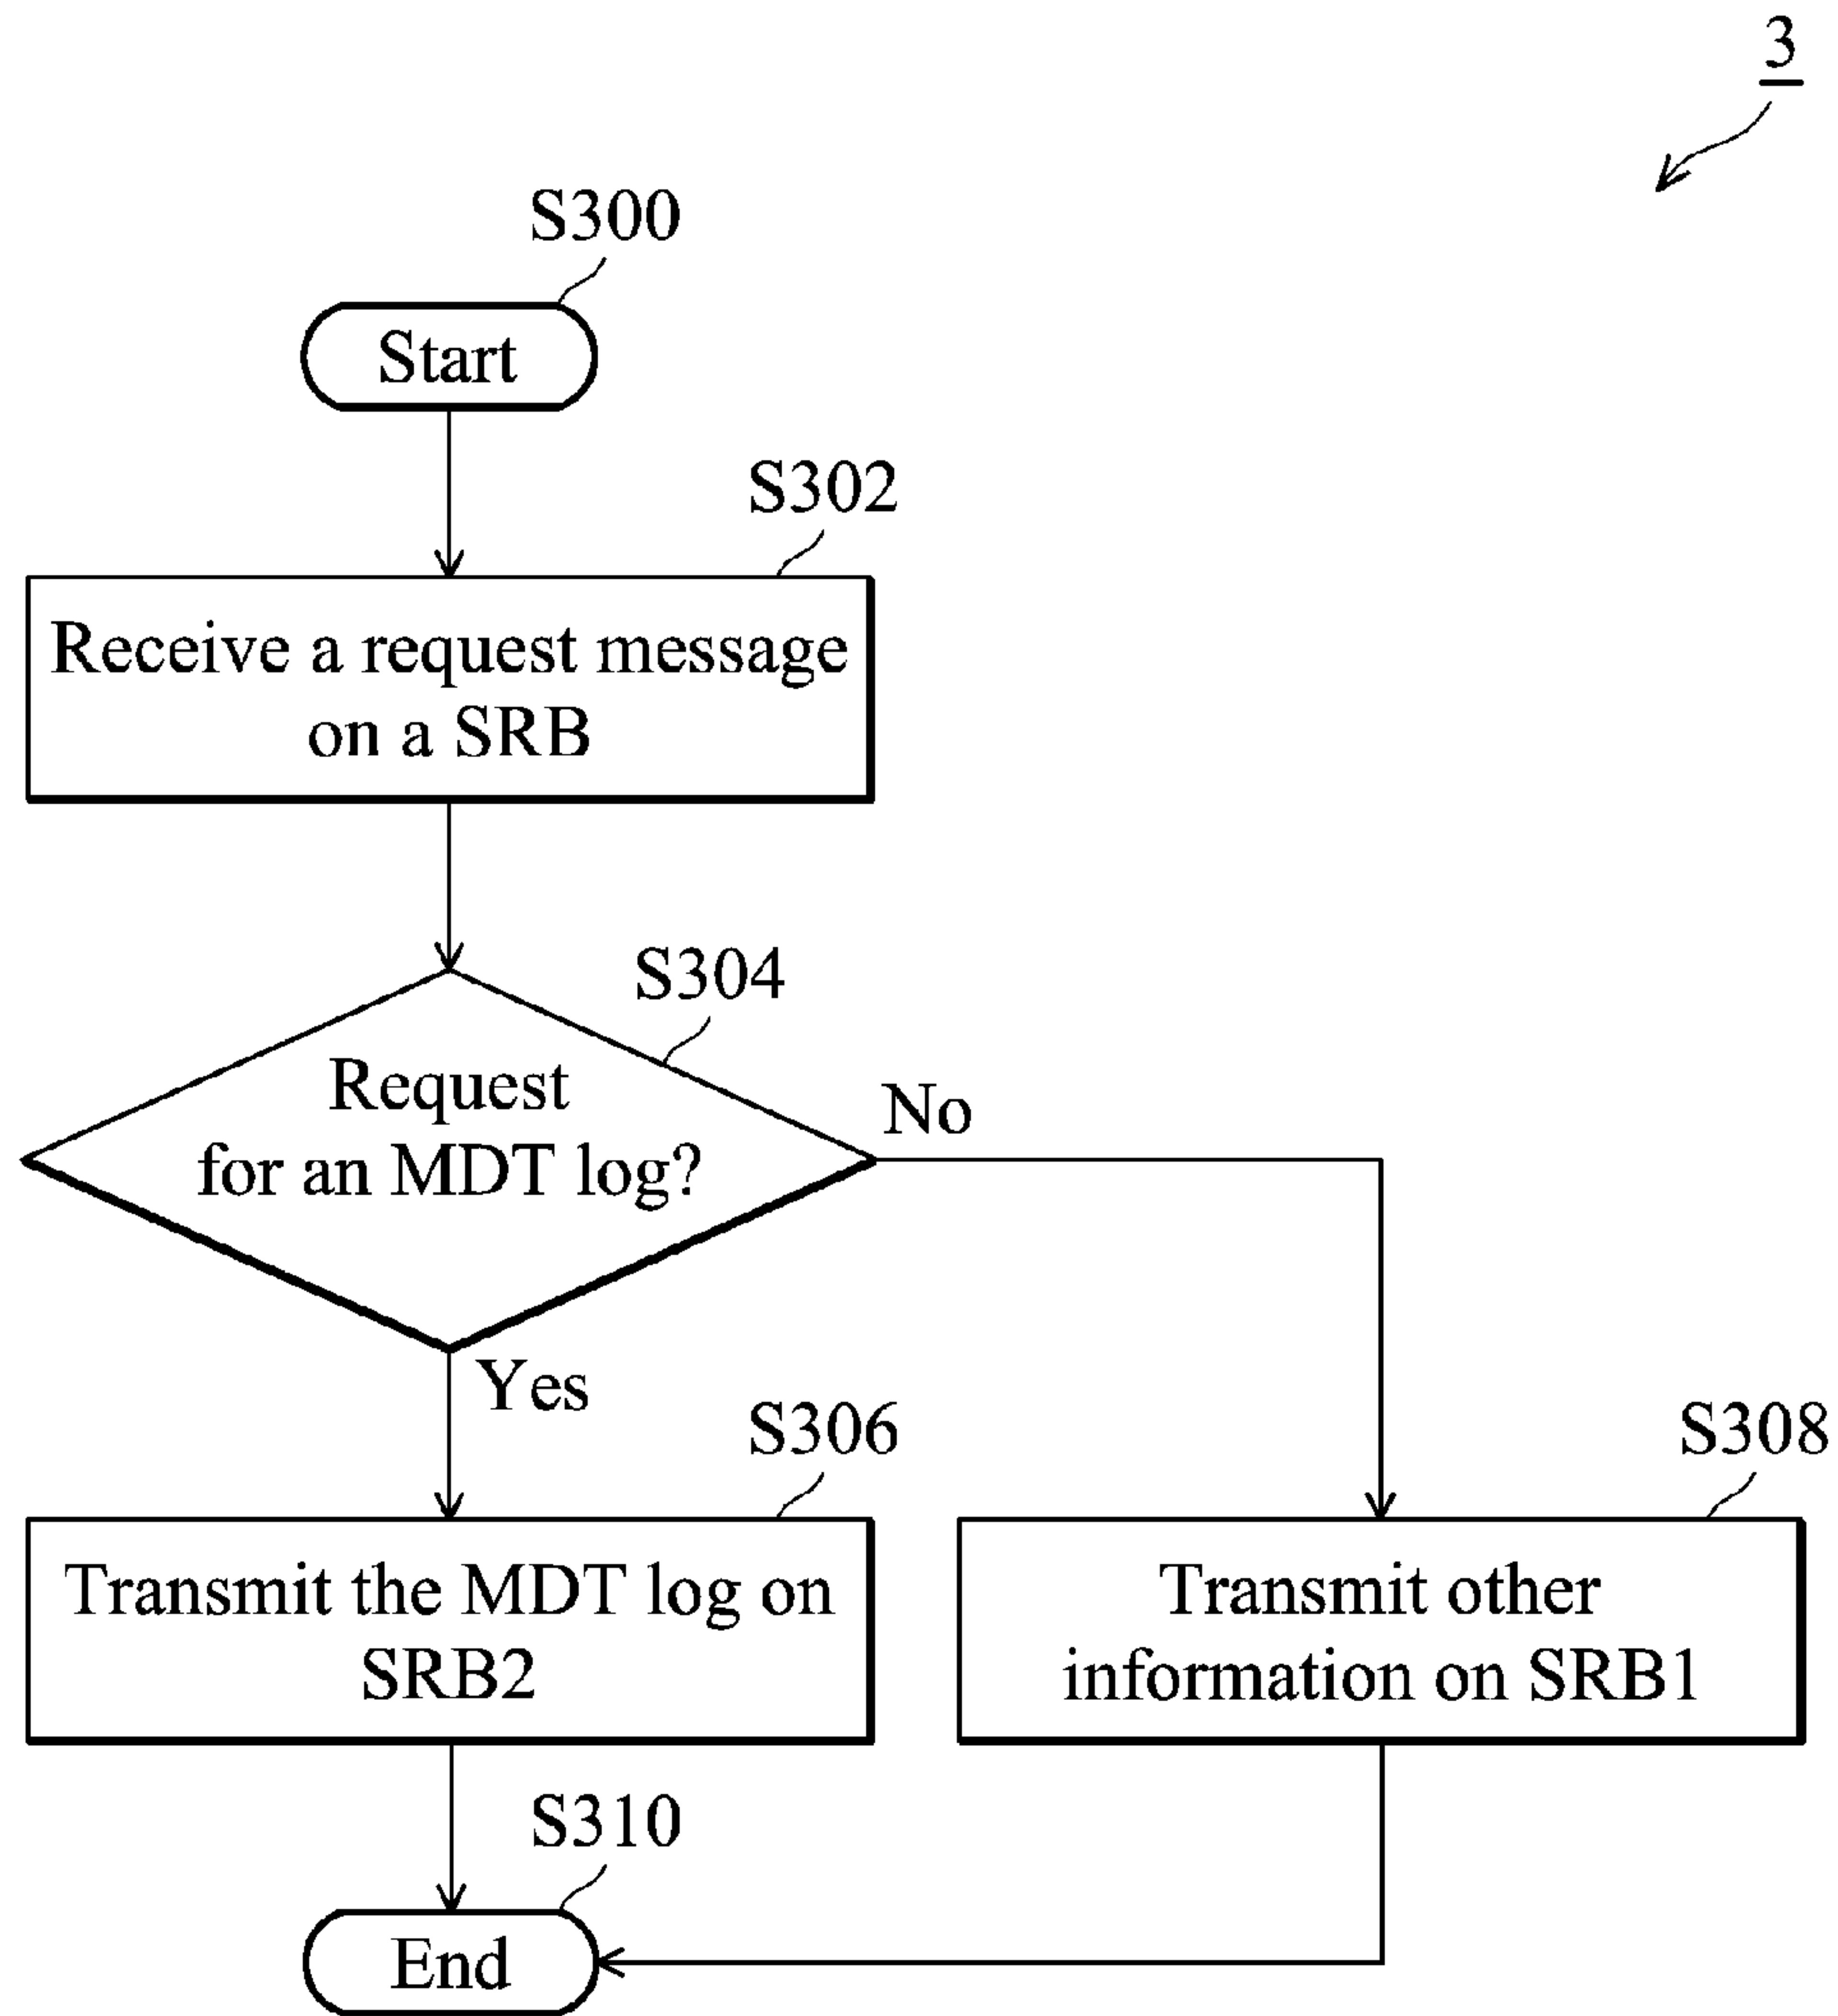 3
S300
Start
S302
Receive a request message
on a SRB
S304
Request
for an MDT log?
No
Yes
S306
Transmit the MDT log on
SRB2
S308
Transmit other
information on SRB1
S310
End